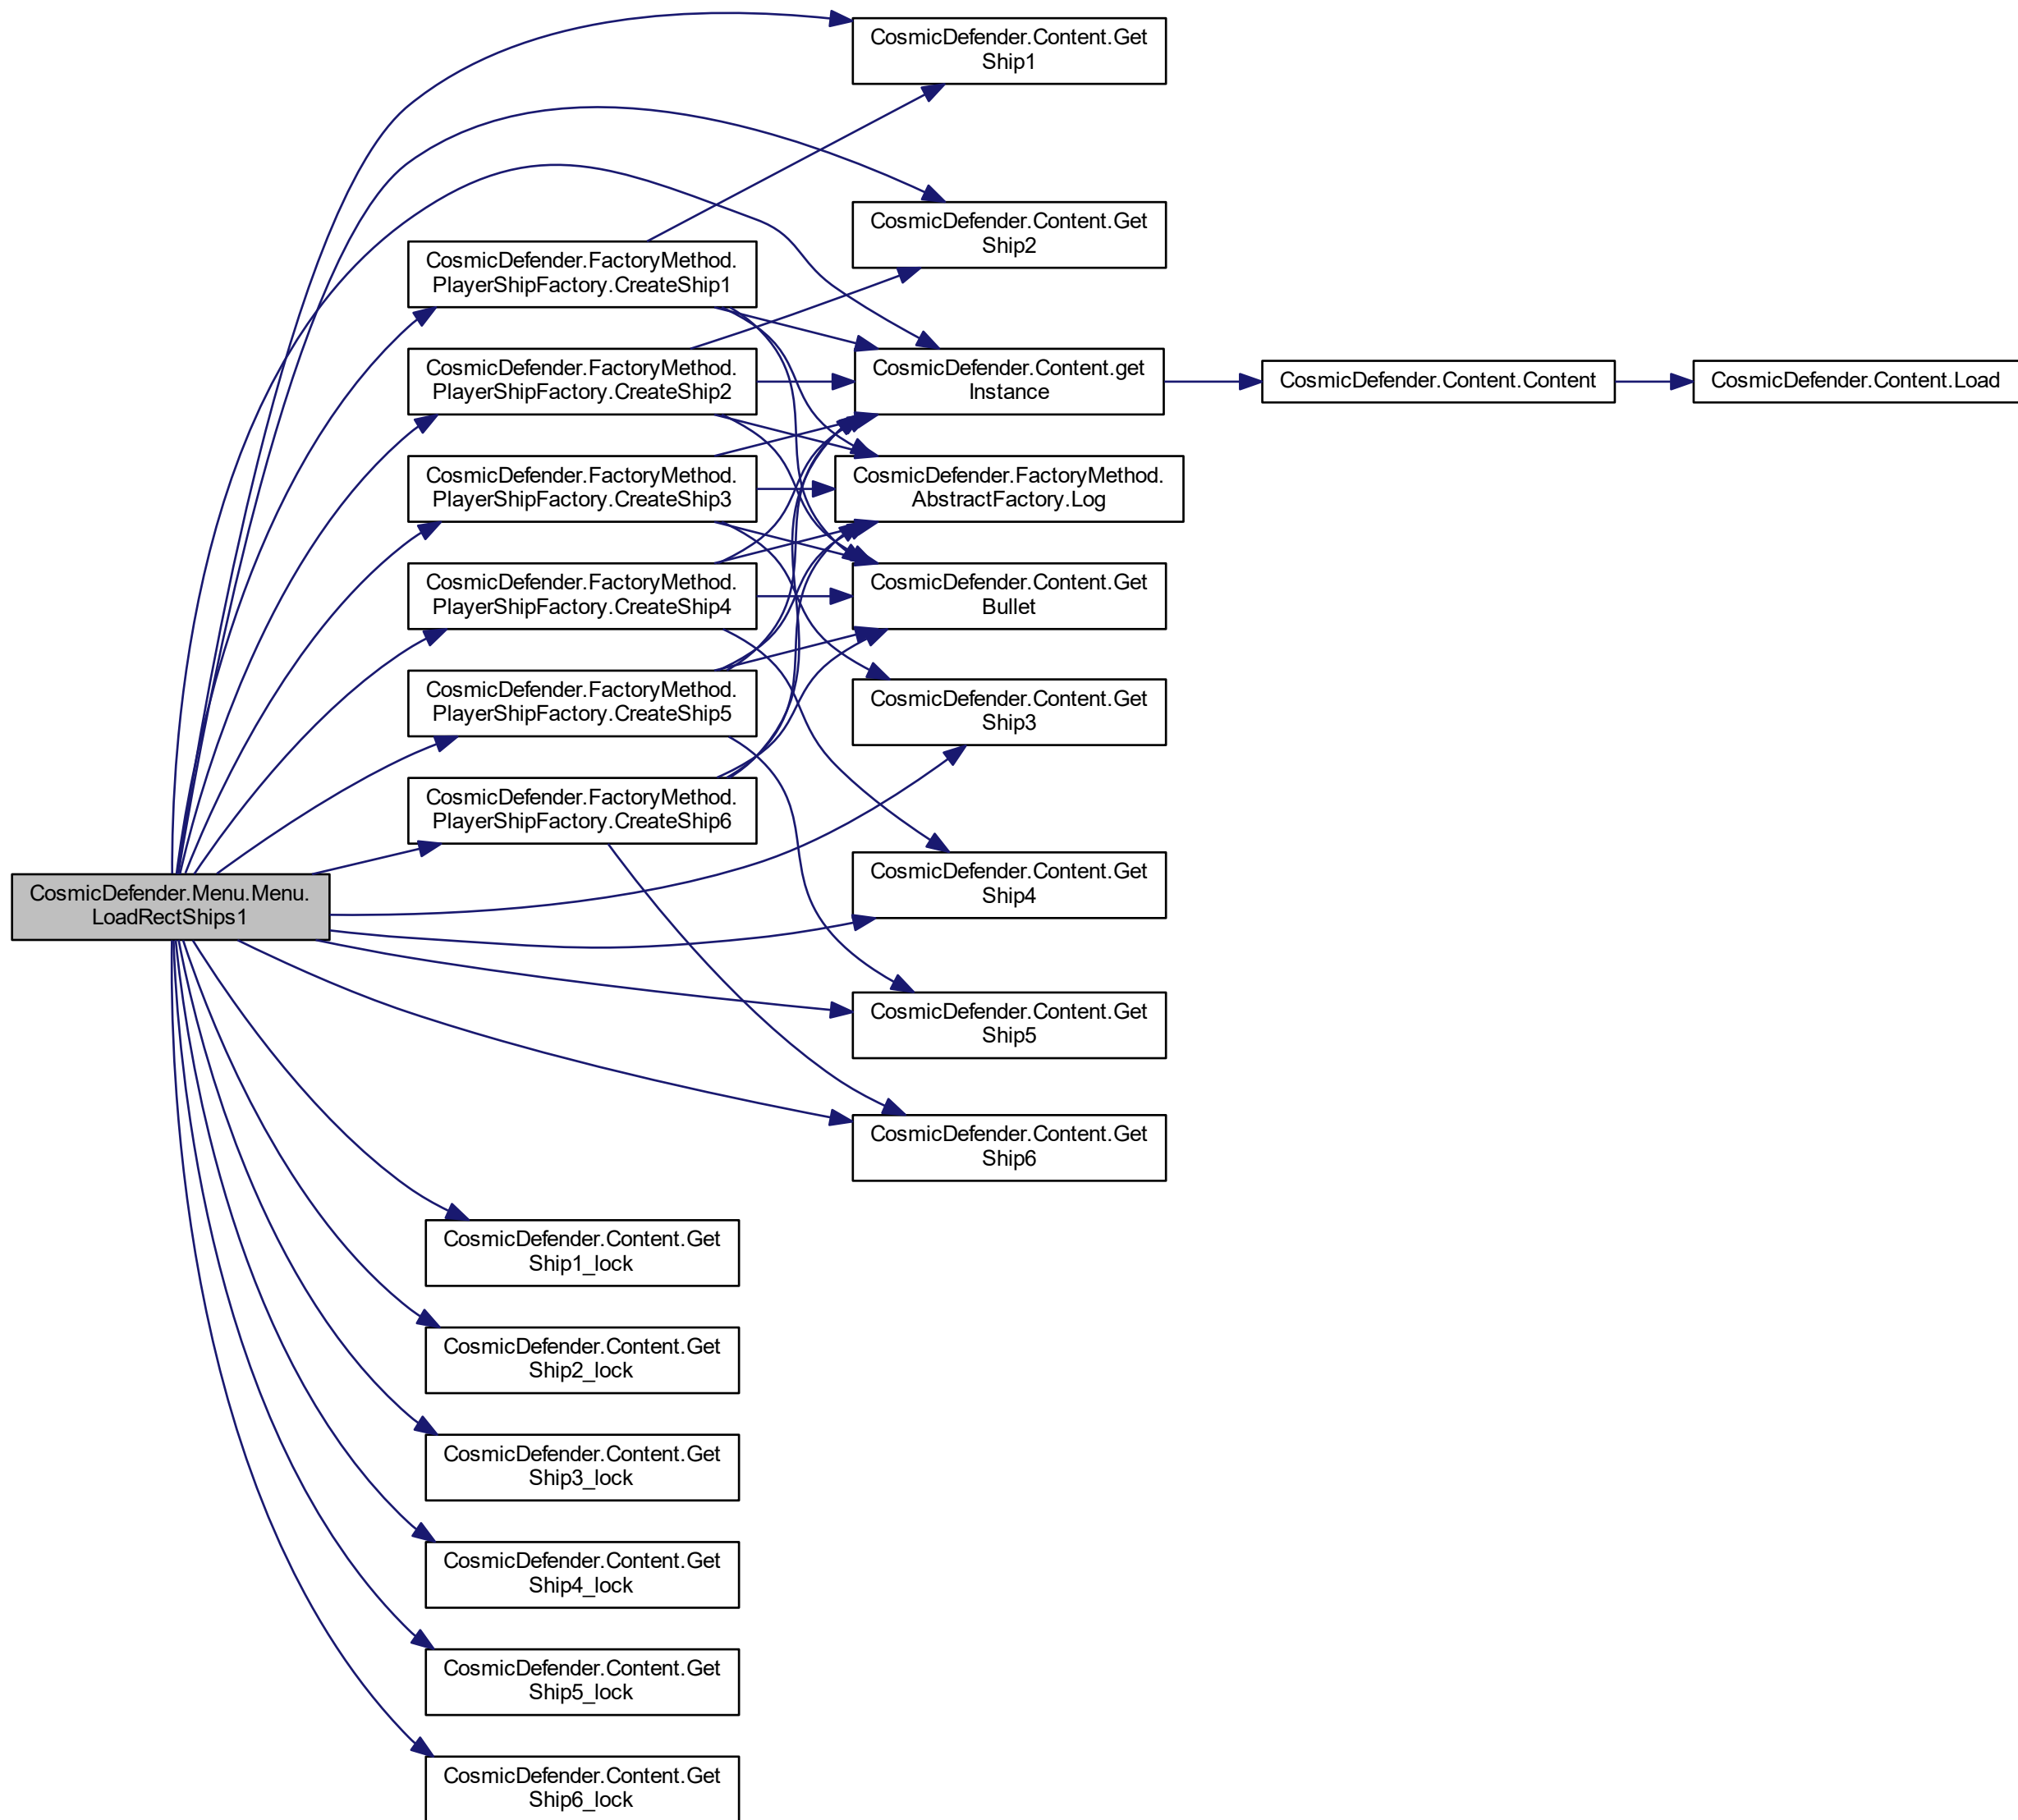 CosmicDefender.Content.Get
Ship1
CosmicDefender.Content.Get
Ship2
CosmicDefender.FactoryMethod.
PlayerShipFactory.CreateShip1
CosmicDefender.FactoryMethod.
PlayerShipFactory.CreateShip2
CosmicDefender.Content.get
Instance
CosmicDefender.Content.Content
CosmicDefender.Content.Load
CosmicDefender.FactoryMethod.
PlayerShipFactory.CreateShip3
CosmicDefender.FactoryMethod.
AbstractFactory.Log
CosmicDefender.FactoryMethod.
PlayerShipFactory.CreateShip4
CosmicDefender.Content.Get
Bullet
CosmicDefender.FactoryMethod.
PlayerShipFactory.CreateShip5
CosmicDefender.Content.Get
Ship3
CosmicDefender.FactoryMethod.
PlayerShipFactory.CreateShip6
CosmicDefender.Menu.Menu.
LoadRectShips1
CosmicDefender.Content.Get
Ship4
CosmicDefender.Content.Get
Ship5
CosmicDefender.Content.Get
Ship6
CosmicDefender.Content.Get
Ship1_lock
CosmicDefender.Content.Get
Ship2_lock
CosmicDefender.Content.Get
Ship3_lock
CosmicDefender.Content.Get
Ship4_lock
CosmicDefender.Content.Get
Ship5_lock
CosmicDefender.Content.Get
Ship6_lock